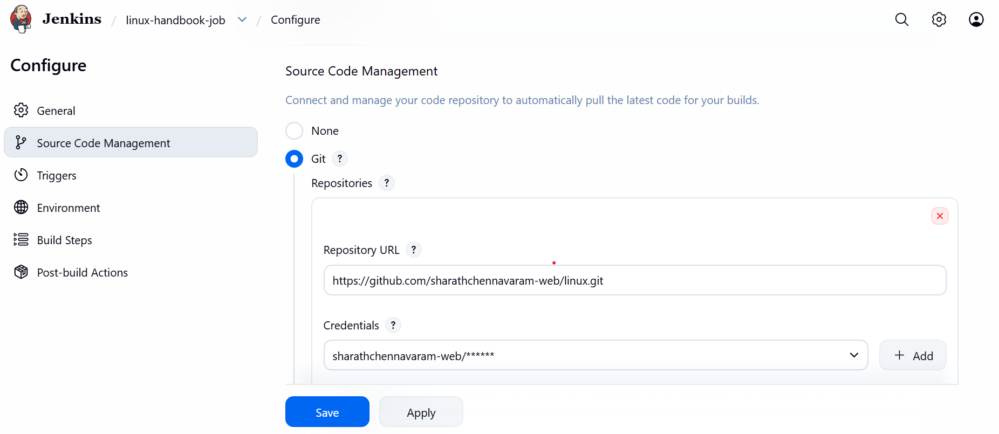 Jenkins / linux-handbook-job / Configure
Configure
General
Source Code Management
Triggers
Environment
Build Steps
Post-build Actions
Source Code Management
Connect and manage your code repository to automatically pull the latest code for your builds.
None
Git ?
Repositories ?
Repository URL ?
https://github.com/sharathchennavaram-web/linux.git
Credentials ?
sharathchennavaram-web/******
+ Add
Save Apply